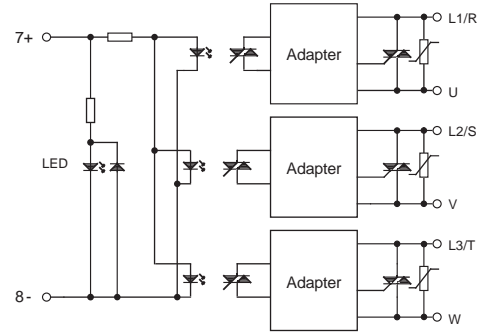 7+
L1/R
Adapter
U
L2/S
LED
Adapter
V
L3/T
Adapter
8-
W